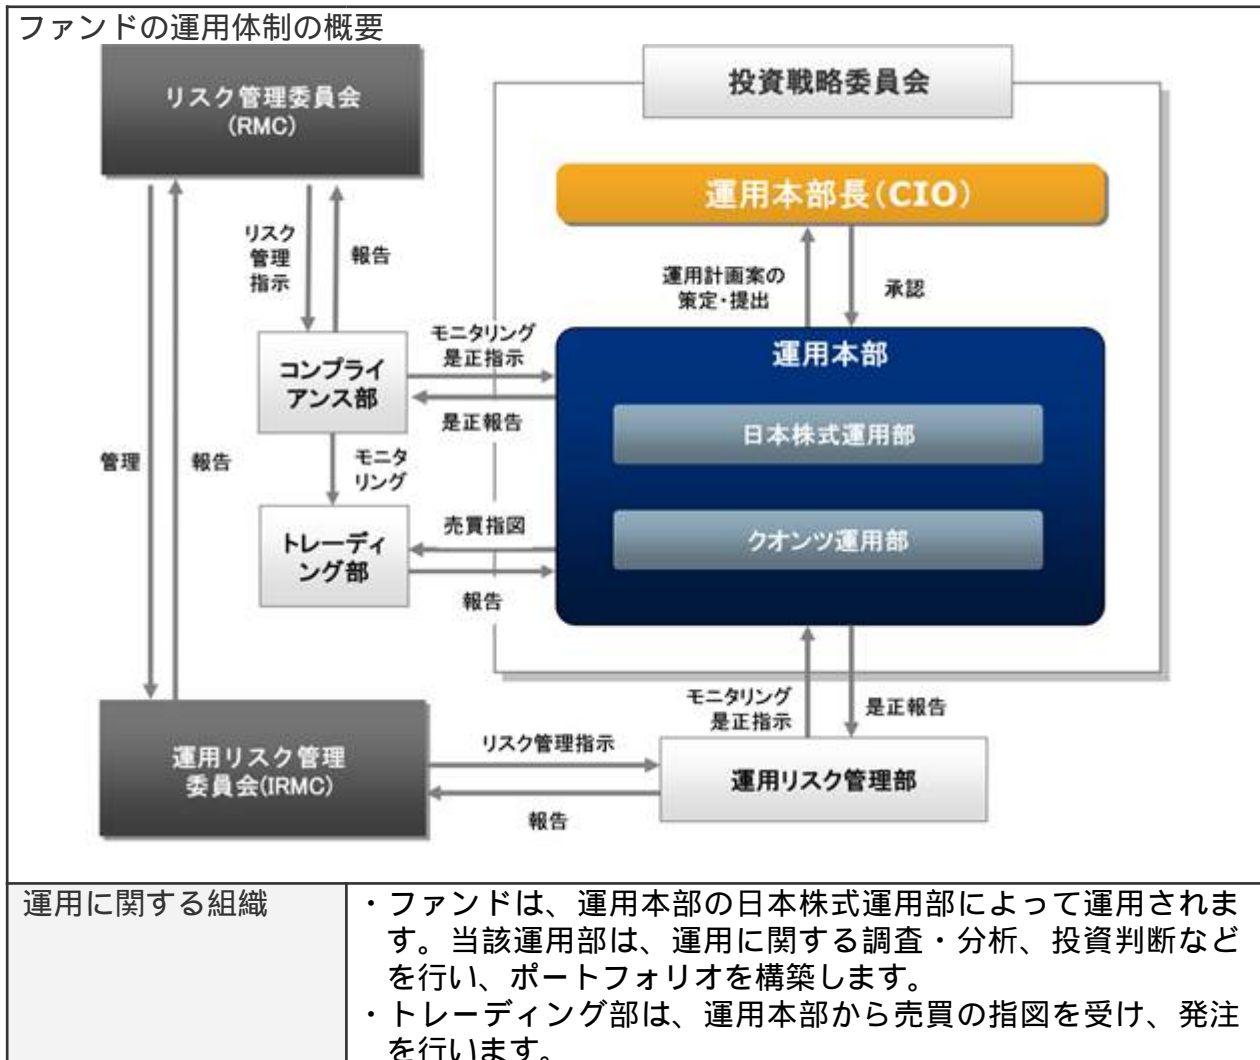 ファンドの運用体制の概要
リスク管理委員会
(RMC)
投資戦略委員会
運用本部長(CIO)
リスク
管理
指示
報告
運用計画案の
策定・提出
承認
コンプライ
アンス部
モニタリング
是正指示
是正報告
運用本部
日本株式運用部
クオンツ運用部
管理
報告
モニタ
リング
トレーディ
ング部
売買指図
報告
モニタリング
是正指示
是正報告
運用リスク管理
委員会(IRMC)
リスク管理指示
報告
運用リスク管理部
運用に関する組織
・ファンドは、運用本部の日本株式運用部によって運用されま
す。当該運用部は、運用に関する調査・分析、投資判断など
を行い、ポートフォリオを構築します。
・トレーディング部は、運用本部から売買の指図を受け、発注
を行います。